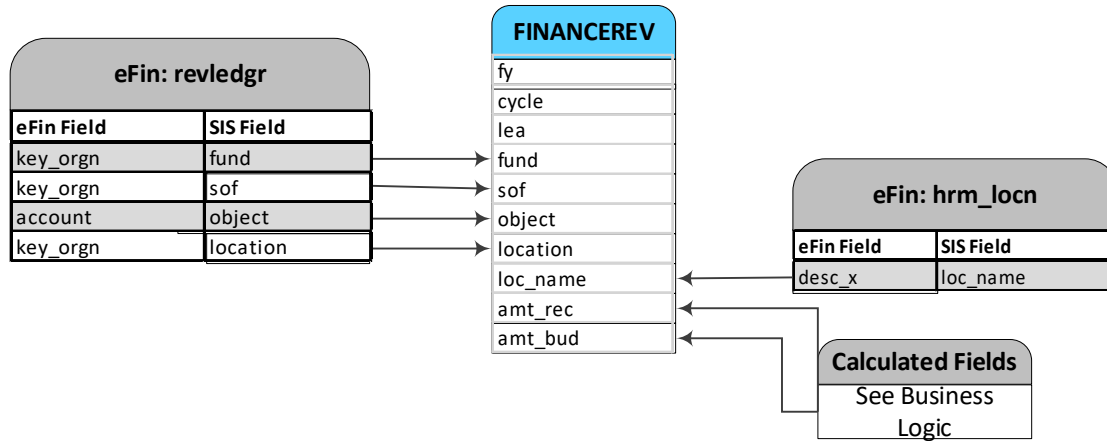 eFin: revledgr
eFin Field SIS Field
key_orgn fund
key_orgn sof
account object
key_orgn location
FINANCEREV
fy
cycle
lea
fund
sof
object
location
loc_name
amt_rec
amt_bud
eFin: hrm_locn
eFin Field SIS Field
desc_x loc_name
Calculated Fields
See Business
Logic